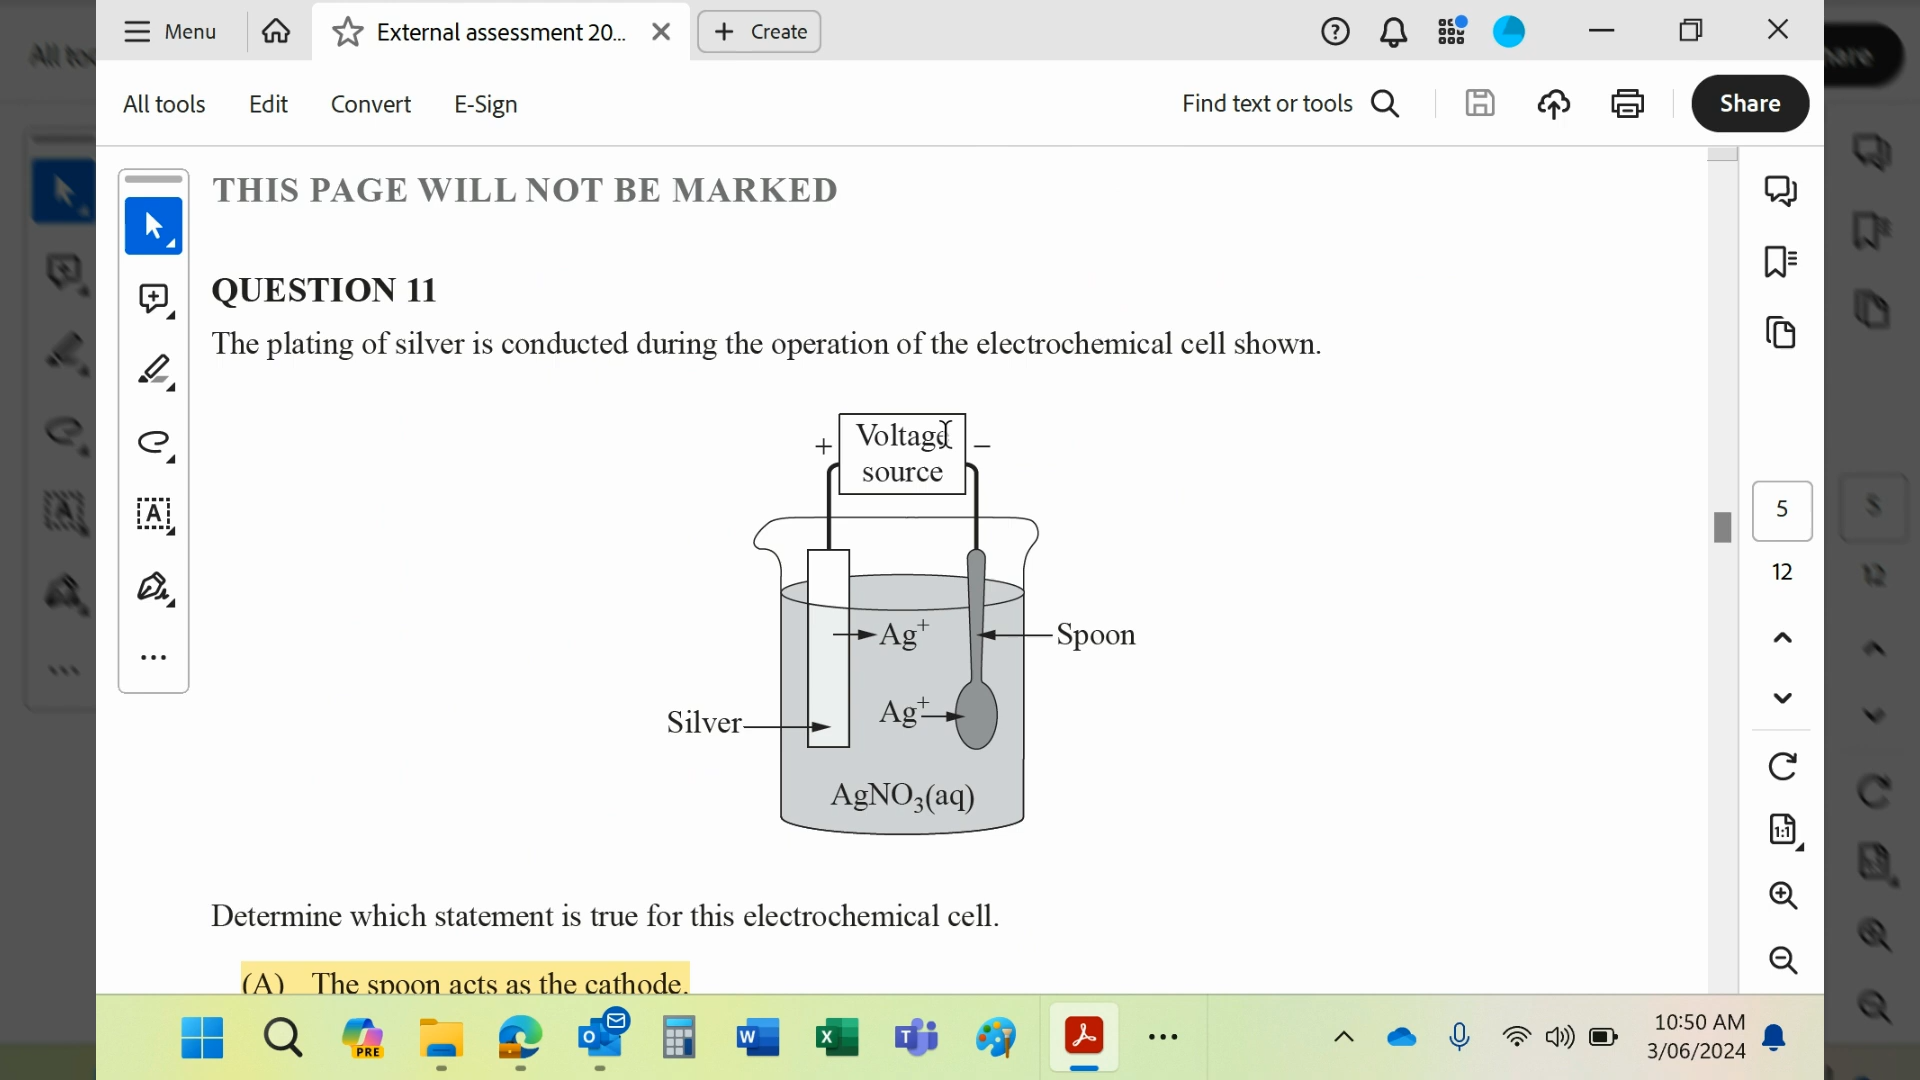 Menu
External assessment 20...
Create
All tools
Edit
Convert
E-Sign
Find text or tools
Share
THIS PAGE WILL NOT BE MARKED
QUESTION 11
The plating of silver is conducted during the operation of the electrochemical cell shown.
+ Voltage −
source
Ag⁺
Spoon
Ag⁺
Silver
AgNO₃(aq)
Determine which statement is true for this electrochemical cell.
(A) The spoon acts as the cathode.
A
5
12
1:1
PRE
10:50 AM
3/06/2024